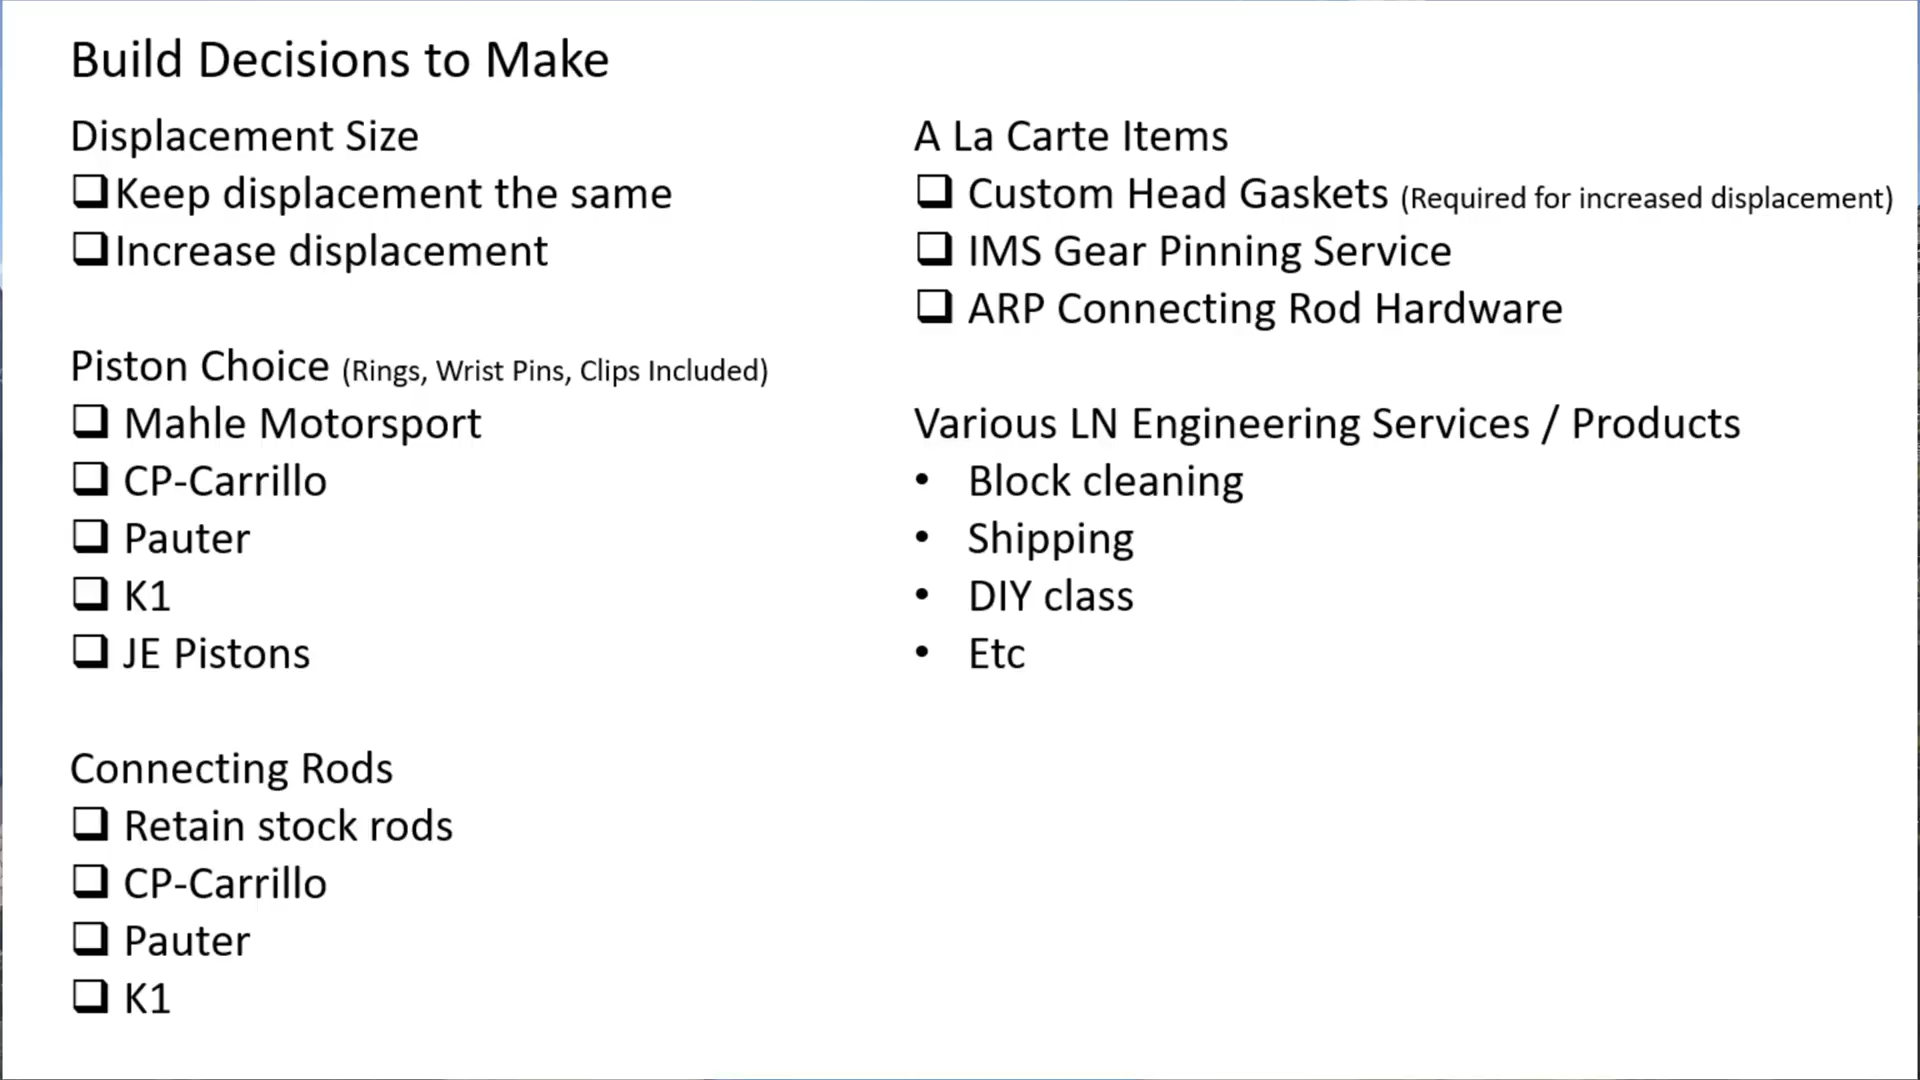 Build Decisions to Make
Displacement Size
❑Keep displacement the same
❑Increase displacement
Piston Choice (Rings, Wrist Pins, Clips Included)
❑ Mahle Motorsport
❑ CP-Carrillo
❑ Pauter
❑ K1
❑ JE Pistons
Connecting Rods
❑ Retain stock rods
❑ CP-Carrillo
❑ Pauter
❑ K1
A La Carte Items
❑ Custom Head Gaskets (Required for increased displacement)
❑ IMS Gear Pinning Service
❑ ARP Connecting Rod Hardware
Various LN Engineering Services / Products
• Block cleaning
• Shipping
• DIY class
• Etc